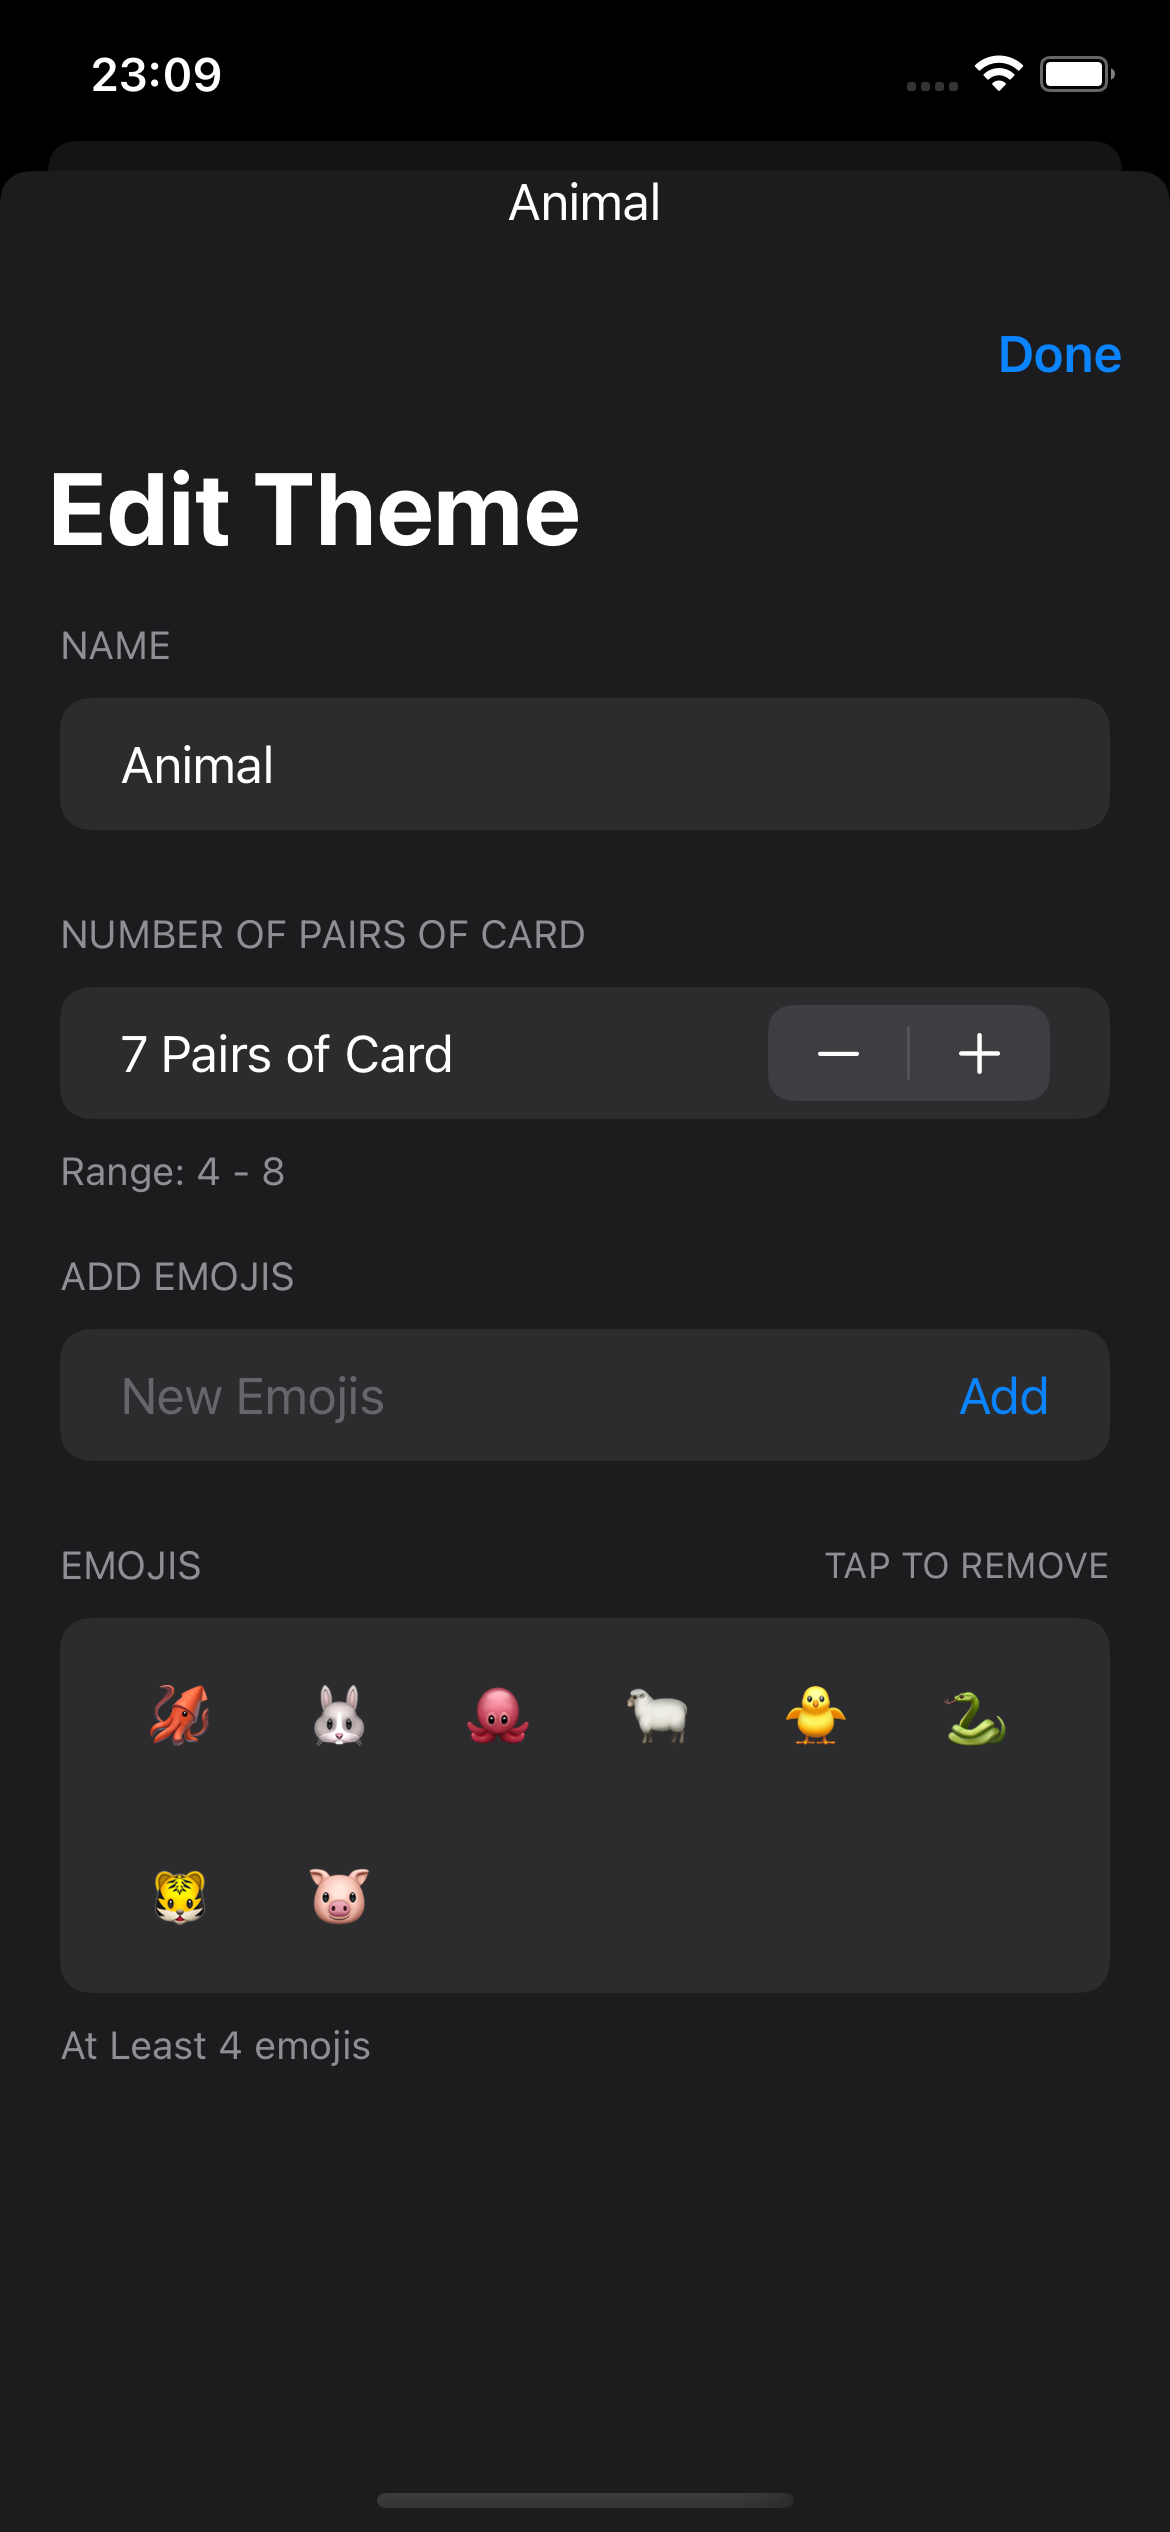 23:09
Animal
Done
Edit Theme
NAME
Animal
NUMBER OF PAIRS OF CARD
7 Pairs of Card
Range: 4 - 8
ADD EMOJIS
New Emojis Add
EMOJIS TAP TO REMOVE
🦑 🐰 🐙 🐑 🐥 🐍
🐯 🐷
At Least 4 emojis